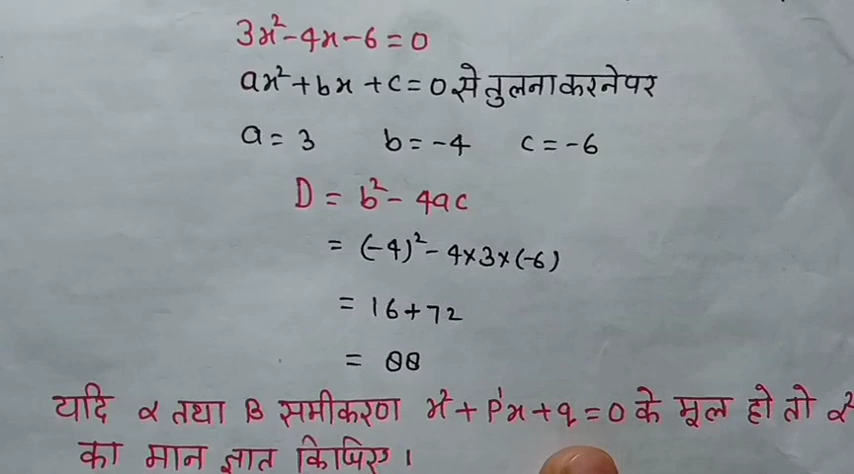 3x²-4x-6=0
ax²+bx+c=0 से तुलना करने पर
a=3 b=-4 c=-6
D = b²-4ac
= (-4)²-4×3×(-6)
= 16+72
= 88
यदि α तथा β समीकरण x²+px+q=0 के मूल हो तो α²
का मान ज्ञात किजिए।